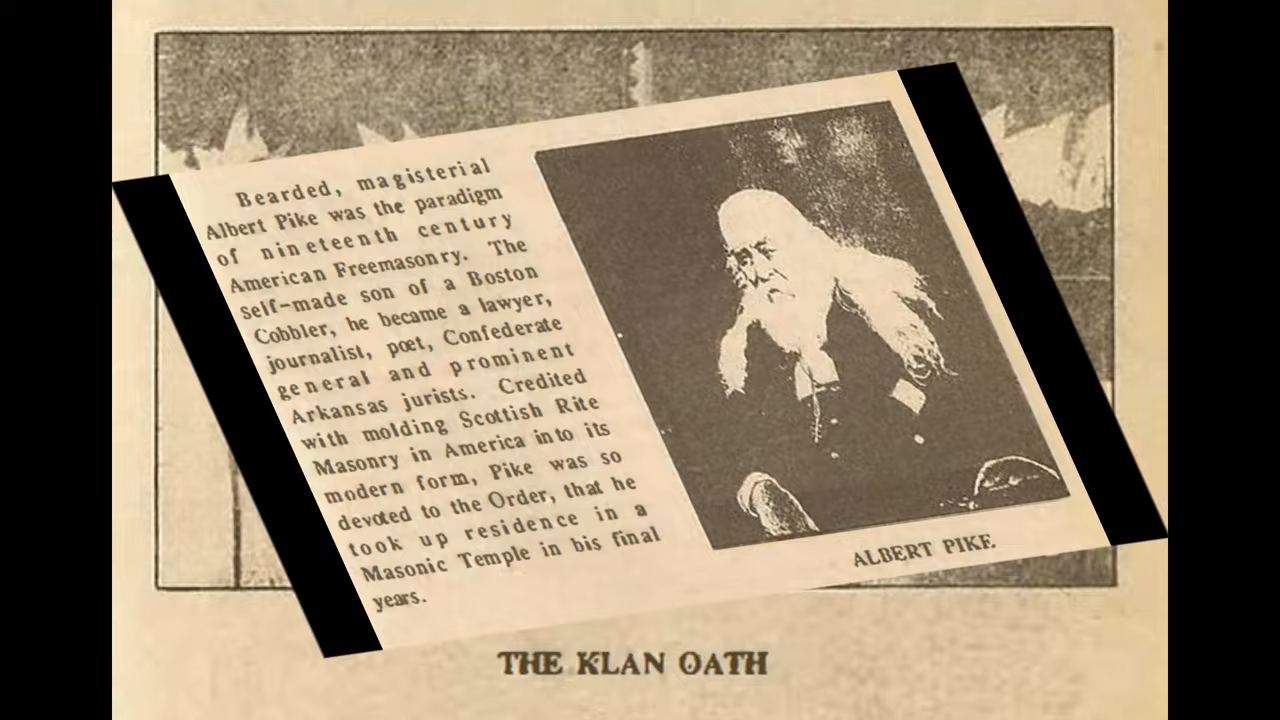 Bearded, magisterial
Albert Pike was the paradigm
of nineteenth century
American Freemasonry. The
self-made son of a Boston
Cobbler, he became a lawyer,
journalist, poet, Confederate
general and prominent
Arkansas jurists. Credited
with molding Scottish Rite
Masonry in America into its
modern form, Pike was so
devoted to the Order, that he
took up residence in a
Masonic Temple in his final
years.
ALBERT PIKE
THE KLAN OATH